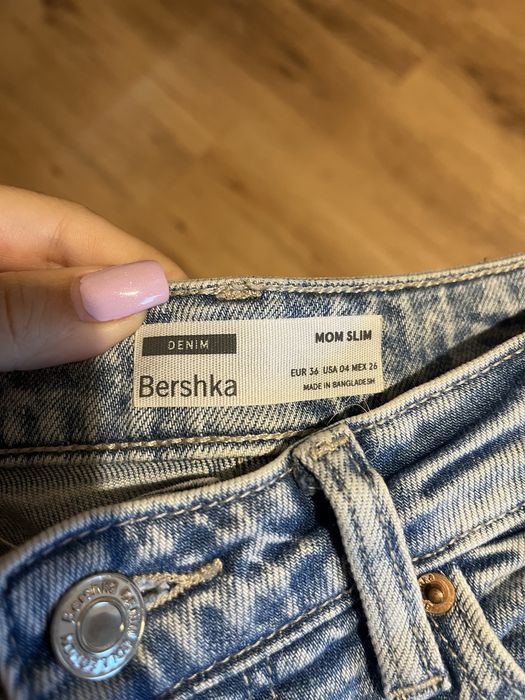 DENIM
Bershka
MOM SLIM
EUR 36 USA 04 MEX 26
MADE IN BANGLADESH